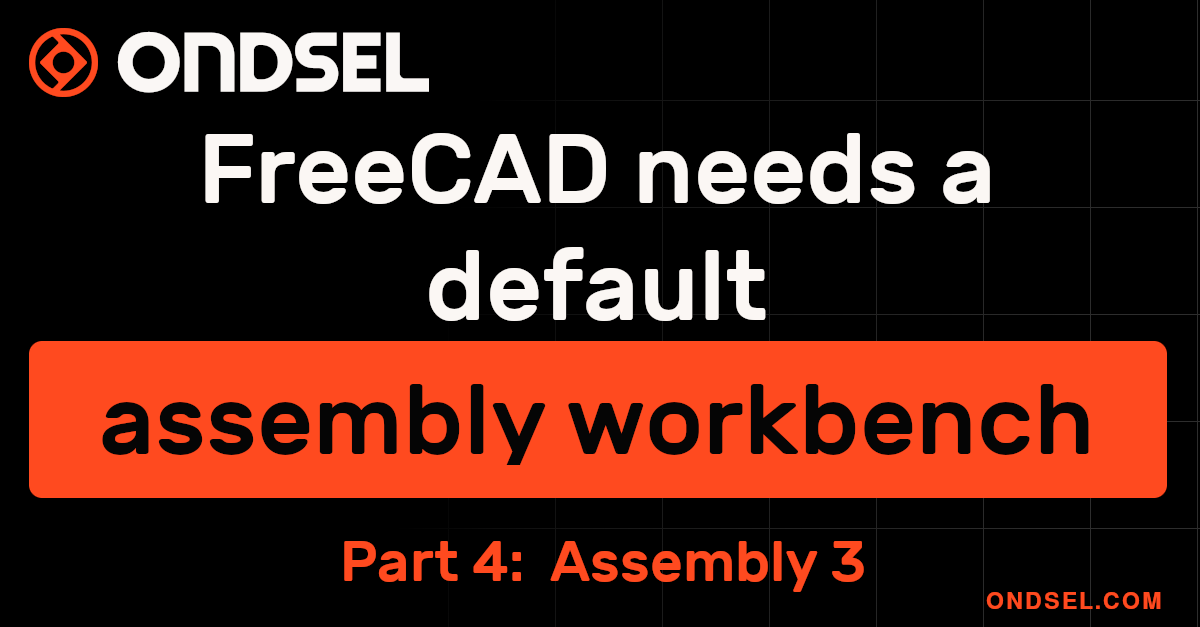 ONDSEL
FreeCAD needs a
default
assembly workbench
Part 4: Assembly 3
ONDSEL.COM